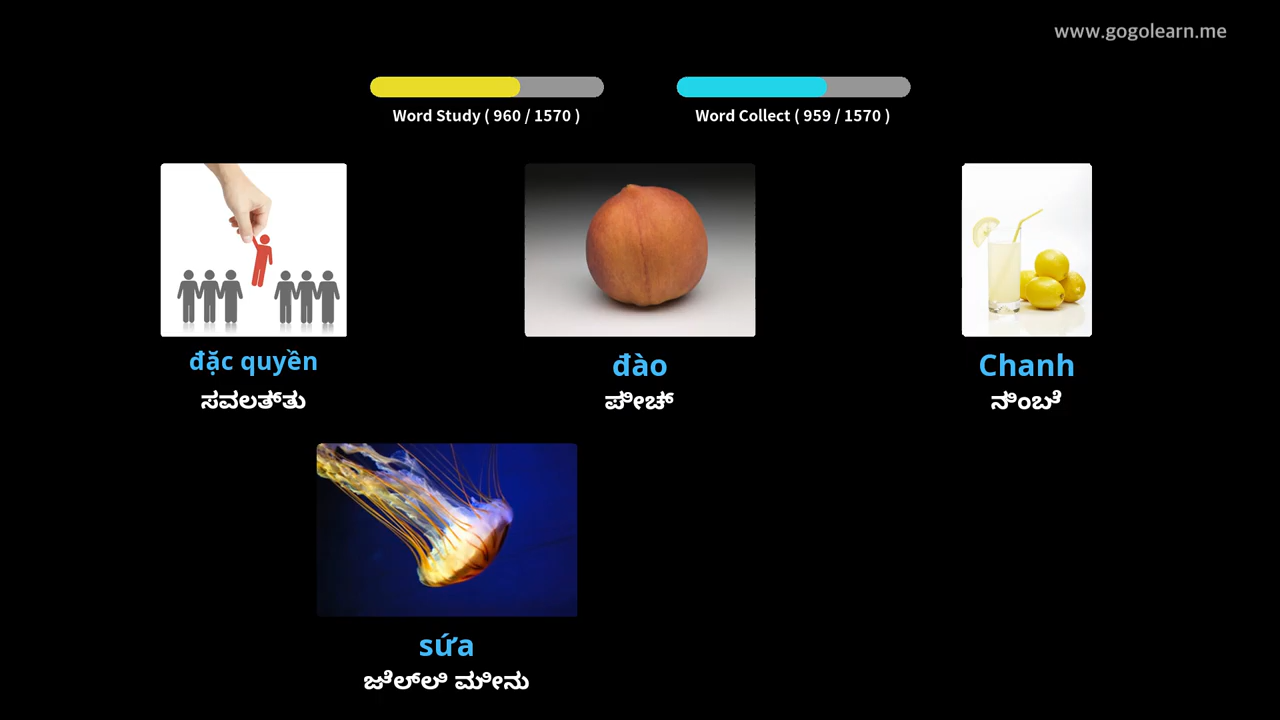 www.gogolearn.me
Word Study ( 960 / 1570 )
Word Collect ( 959 / 1570 )
đặc quyền
ಸವಲತ್ತು
đào
ಪೀಚ್
Chanh
ನಿಂಬೆ
sứa
ಜೆಲ್ಲಿ ಮೀನು